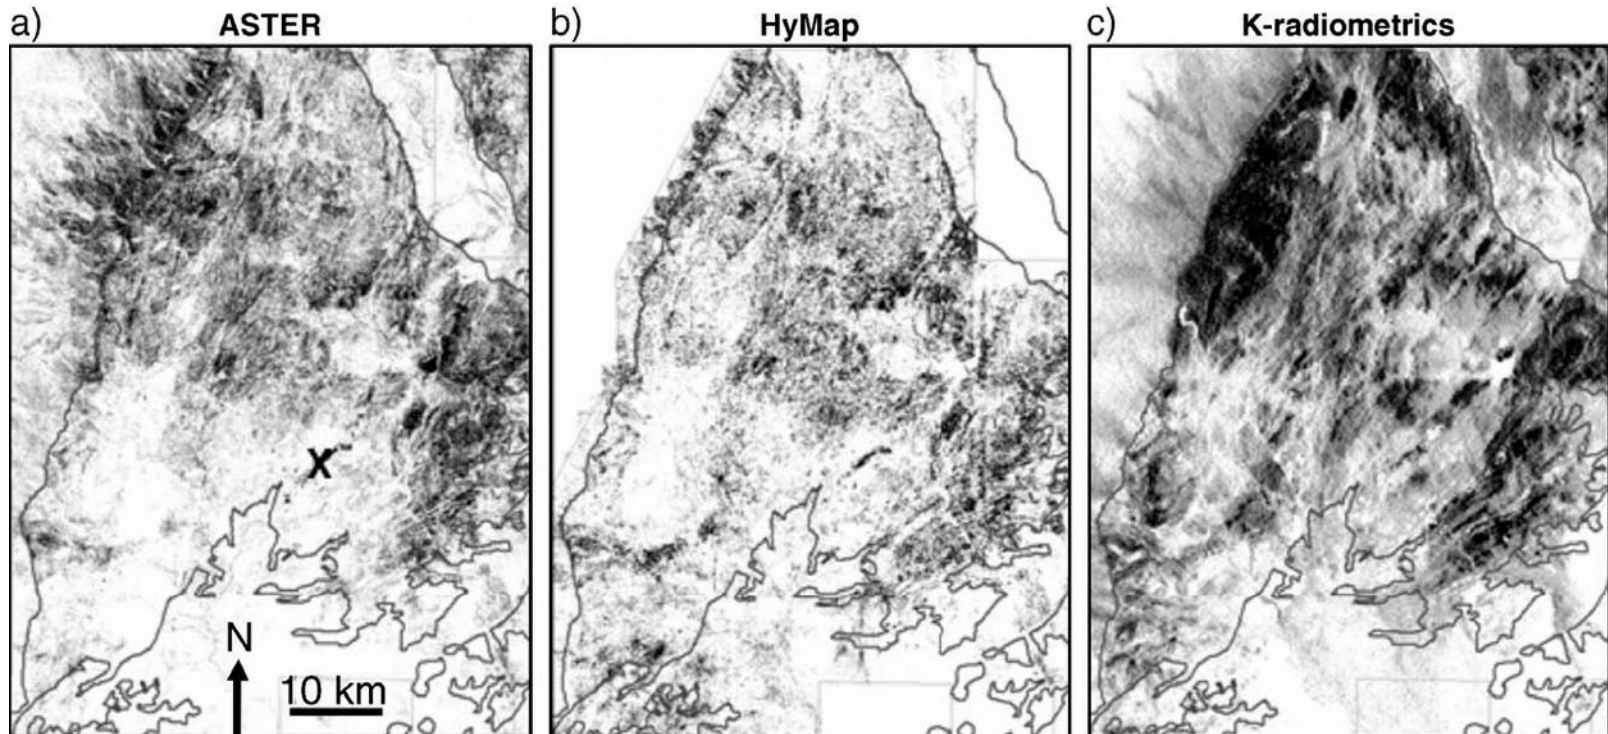 a) ASTER
b) HyMap
c) K-radiometrics
X
N
10 km